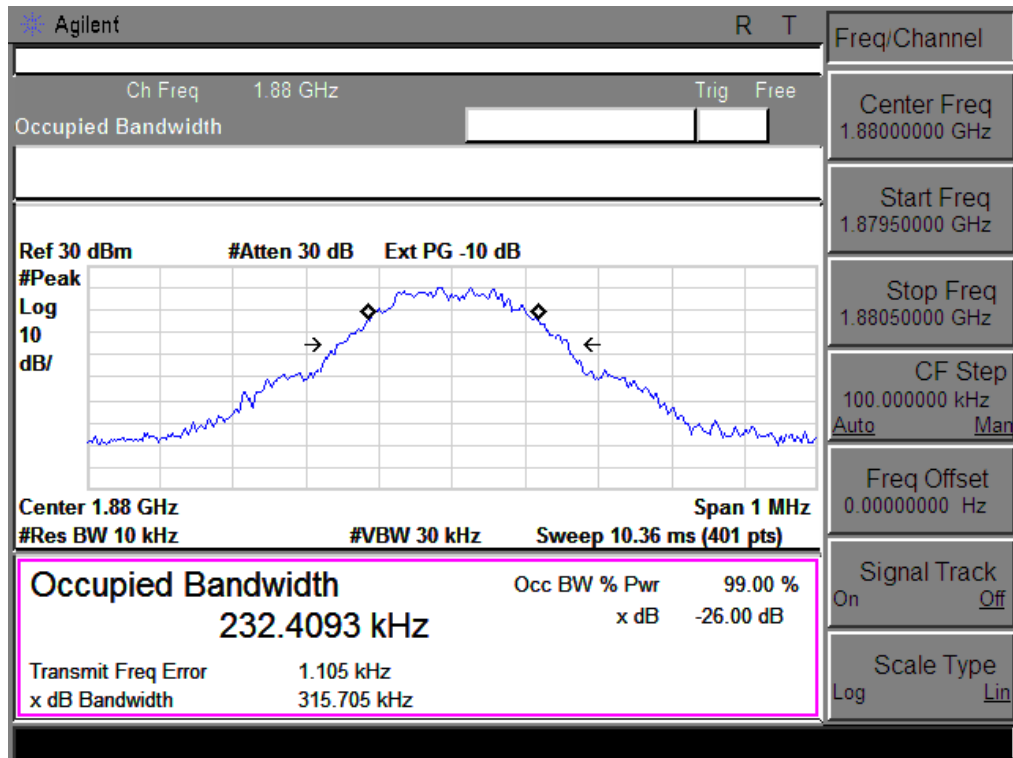 Agilent R T
Ch Freq 1.88 GHz Trig Free
Occupied Bandwidth
Ref 30 dBm #Atten 30 dB Ext PG -10 dB
#Peak
Log
10
dB/
Center 1.88 GHz Span 1 MHz
#Res BW 10 kHz #VBW 30 kHz Sweep 10.36 ms (401 pts)
Occupied Bandwidth Occ BW % Pwr 99.00 %
232.4093 kHz x dB -26.00 dB
Transmit Freq Error 1.105 kHz
x dB Bandwidth 315.705 kHz
Freq/Channel
Center Freq
1.88000000 GHz
Start Freq
1.87950000 GHz
Stop Freq
1.88050000 GHz
CF Step
100.000000 kHz
Auto Man
Freq Offset
0.00000000 Hz
Signal Track
On Off
Scale Type
Log Lin